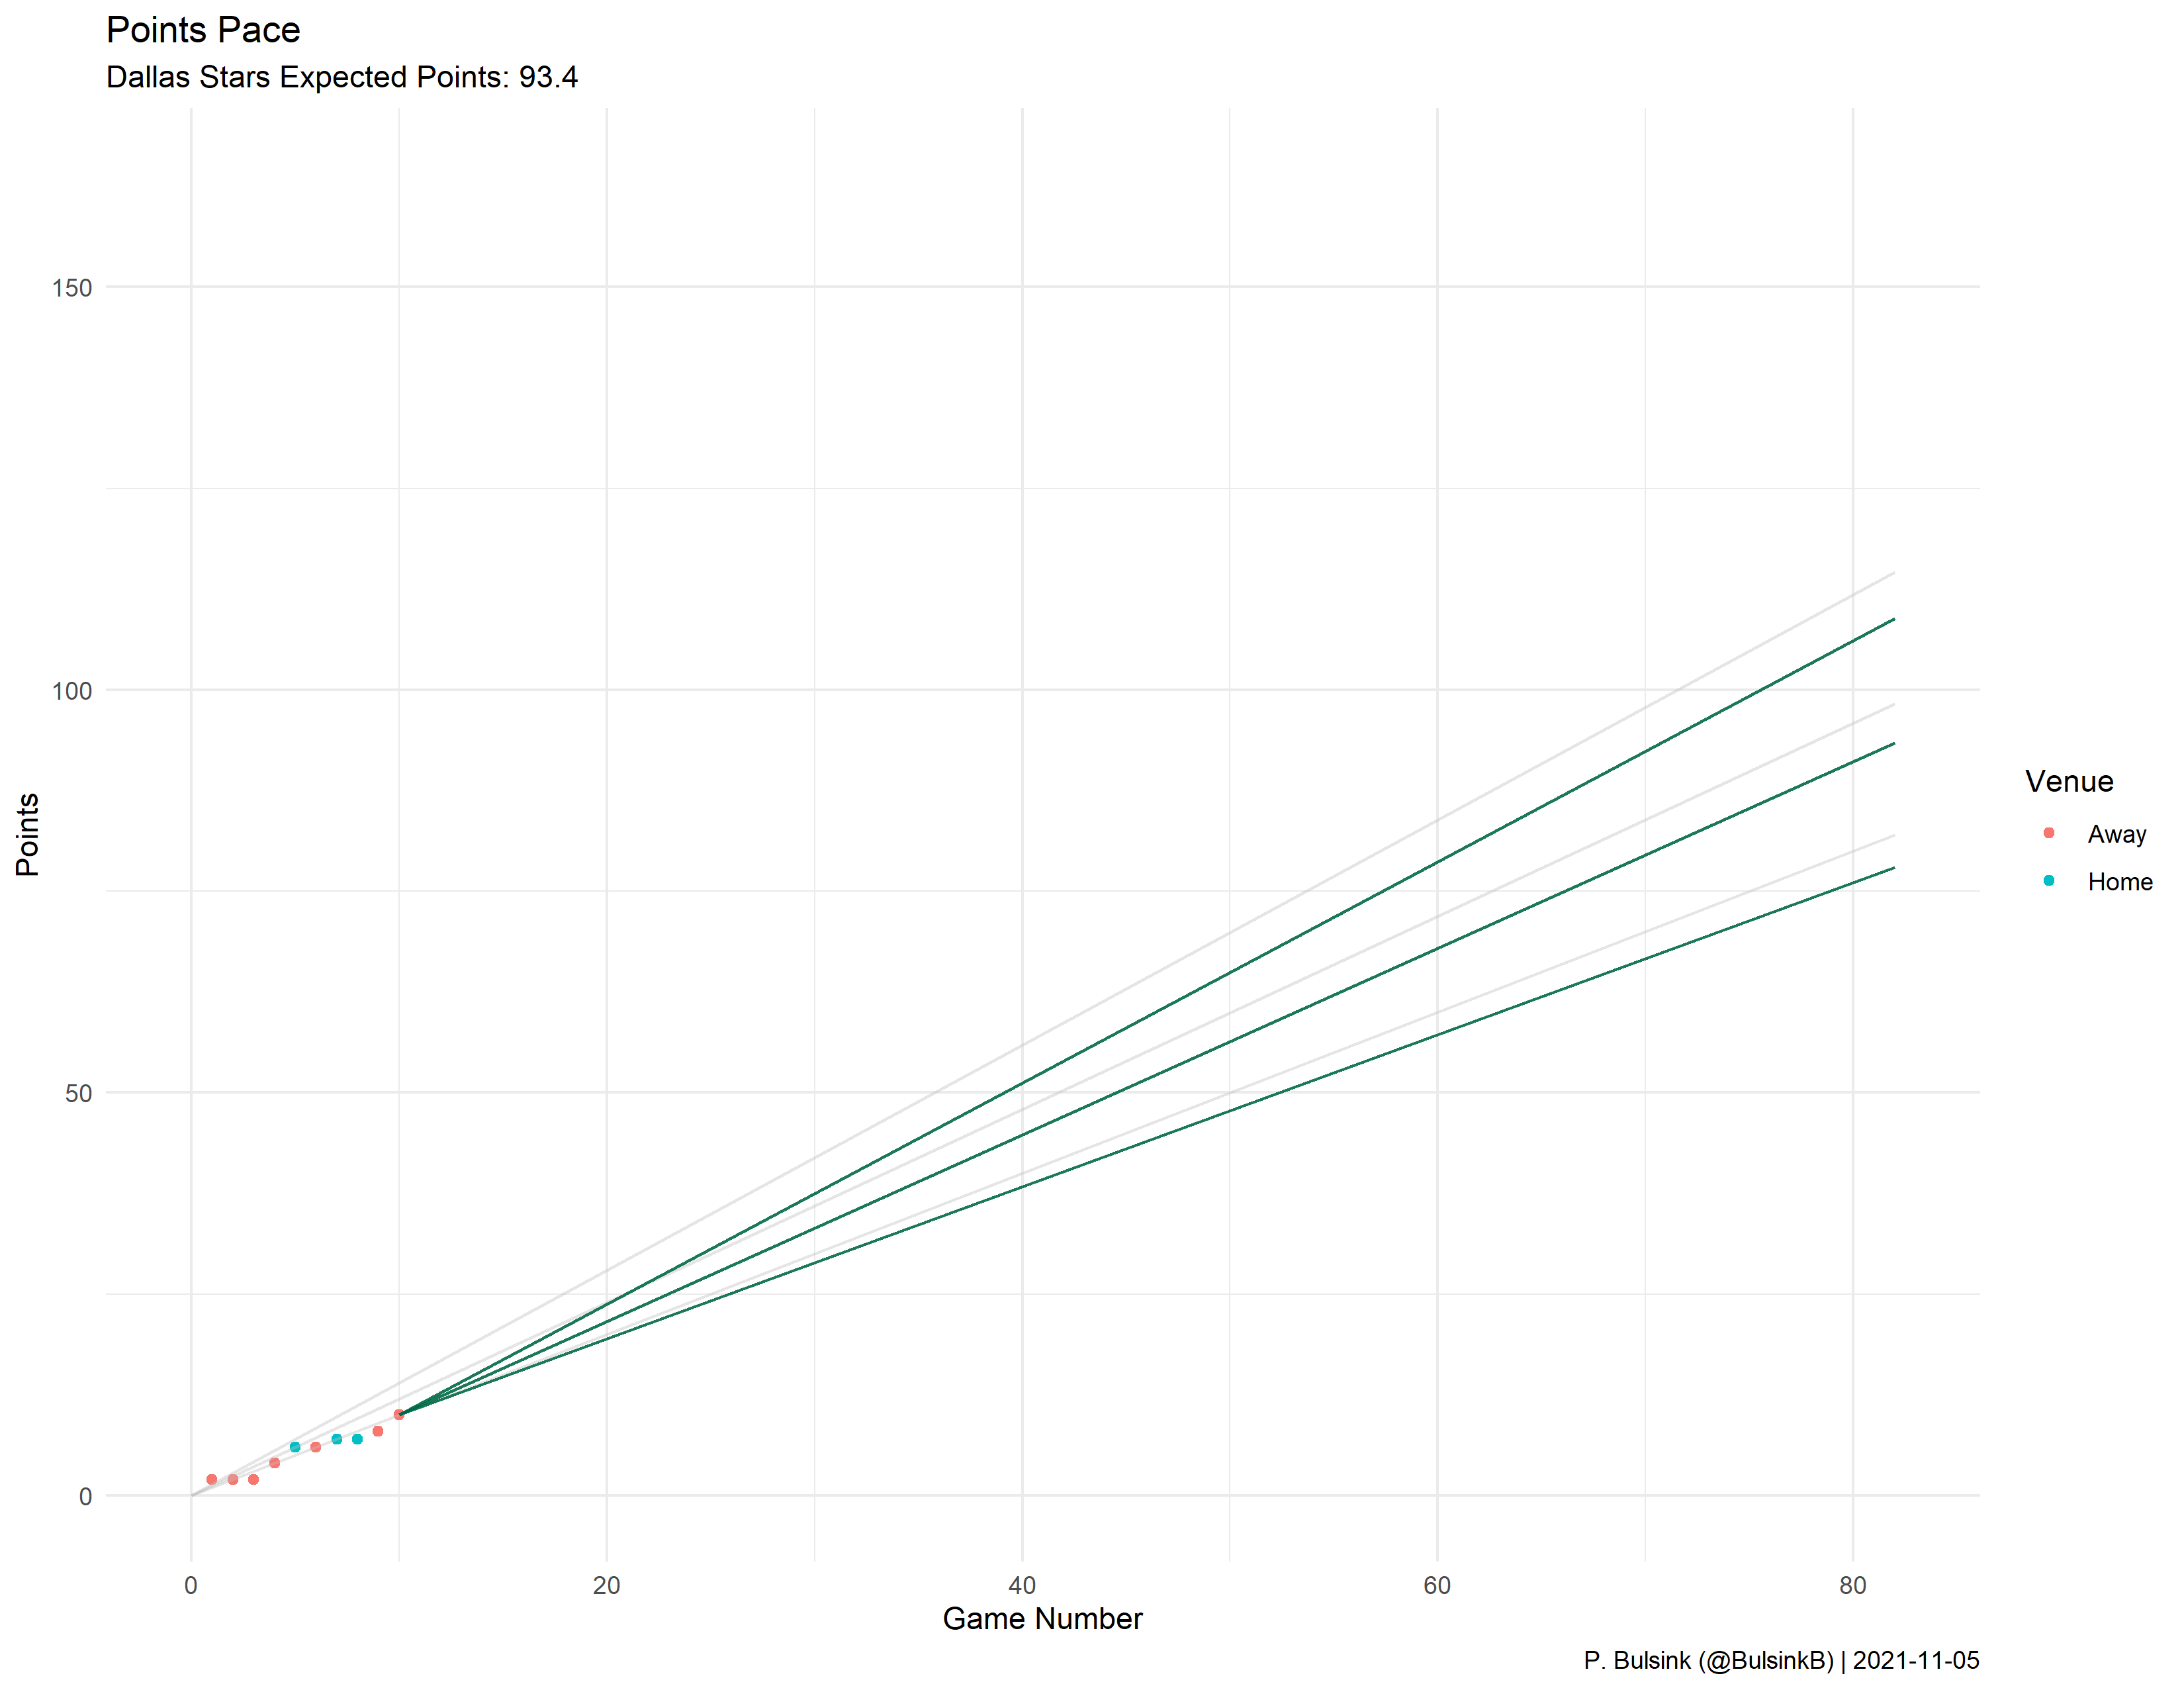 Points Pace
Dallas Stars Expected Points: 93.4
150
100
50
0
Points
0 20 40 60 80
Game Number
Venue
Away
Home
P. Bulsink (@BulsinkB) | 2021-11-05